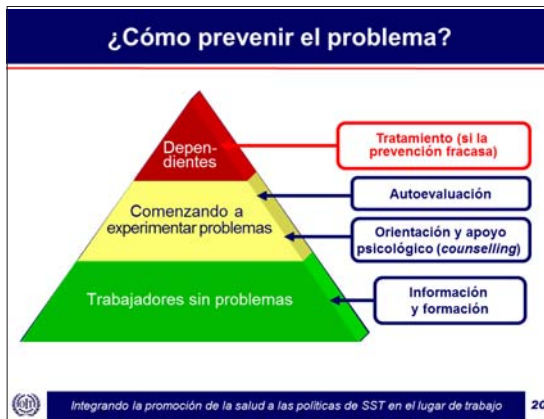 ¿Cómo prevenir el problema?
Depen-
dientes
Tratamiento (si la
prevención fracasa)
Autoevaluación
Comenzando a
experimentar problemas
Orientación y apoyo
psicológico (counselling)
Trabajadores sin problemas
Información
y formación
Integrando la promoción de la salud a las políticas de SST en el lugar de trabajo
20